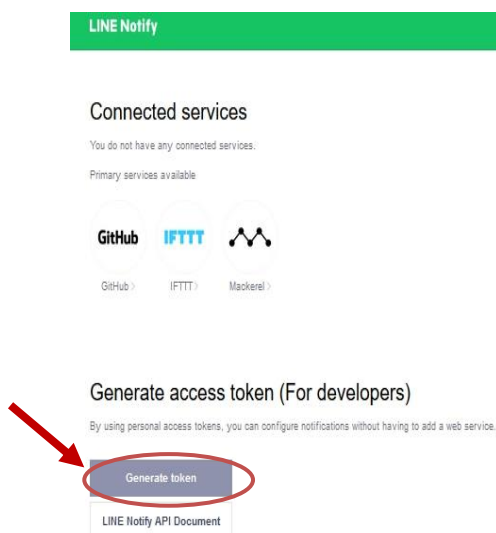 LINE Notify
Connected services
You do not have any connected services.
Primary services available
GitHub IFTTT
GitHub > IFTTT > Mackerel >
Generate access token (For developers)
By using personal access tokens, you can configure notifications without having to add a web service.
Generate token
LINE Notify API Document